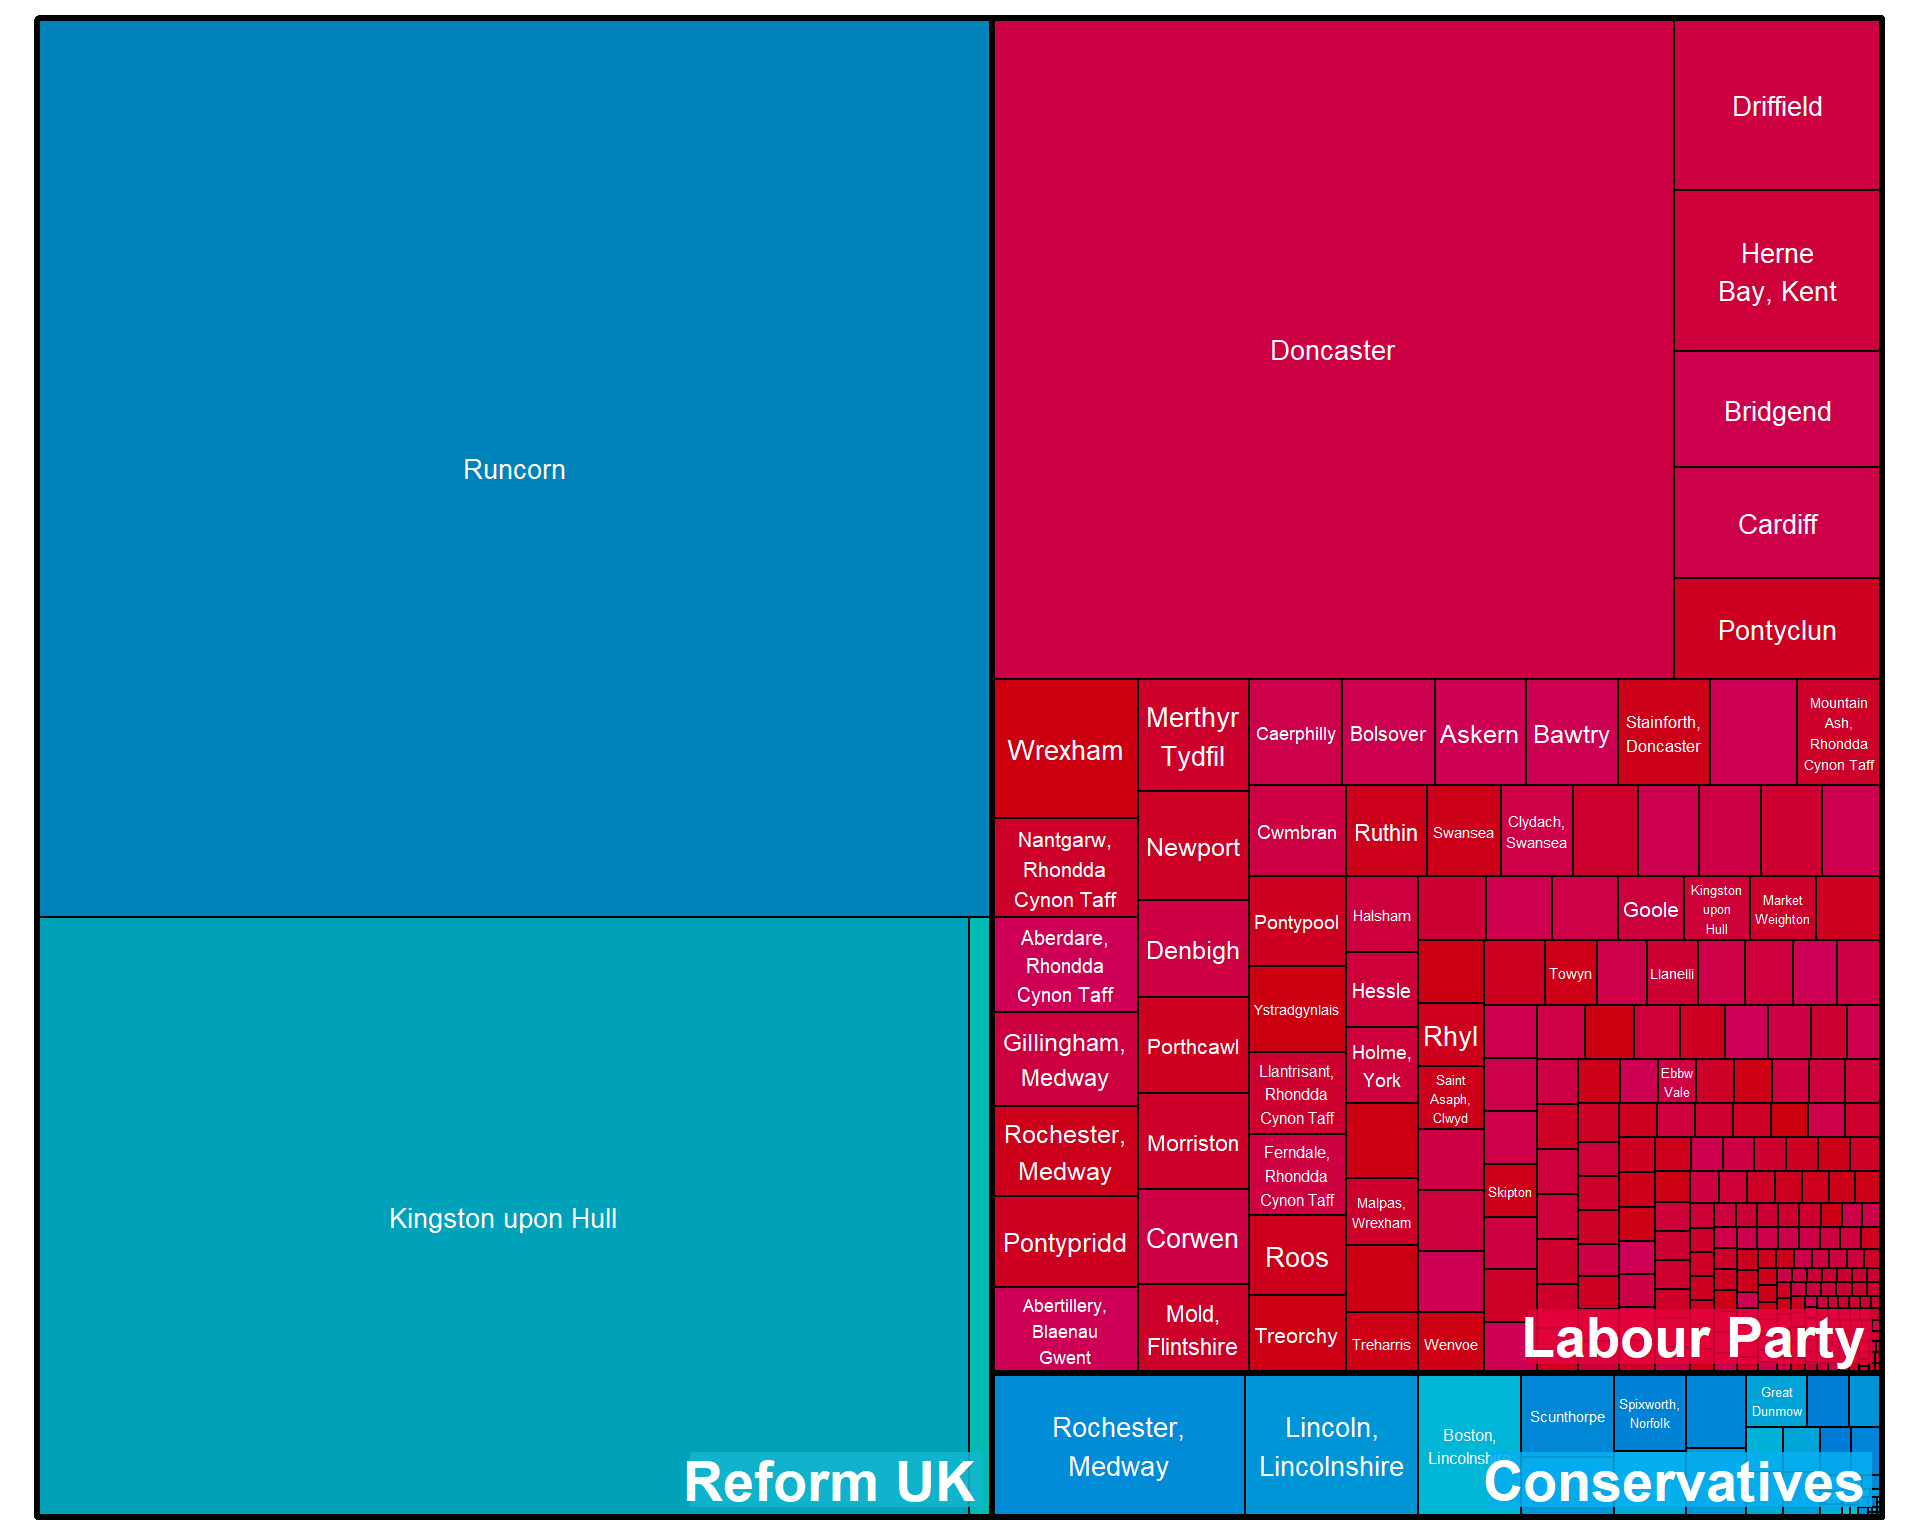 Runcorn
Kingston upon Hull
Reform UK
Doncaster
Driffield
Herne
Bay, Kent
Bridgend
Cardiff
Pontyclun
Wrexham
Nantgarw,
Rhondda
Cynon Taff
Aberdare,
Rhondda
Cynon Taff
Gillingham,
Medway
Rochester,
Medway
Pontypridd
Abertillery,
Blaenau
Gwent
Merthyr
Tydfil
Newport
Denbigh
Porthcawl
Morriston
Corwen
Mold,
Flintshire
Caerphilly
Bolsover
Askern
Bawtry
Stainforth,
Doncaster
Mountain
Ash,
Rhondda
Cynon Taff
Cwmbran
Ruthin
Swansea
Clydach,
Swansea
Pontypool
Ystradgynlais
Llantrisant,
Rhondda
Cynon Taff
Ferndale,
Rhondda
Cynon Taff
Roos
Treorchy
Halsham
Hessle
Holme,
York
Malpas,
Wrexham
Treharris
Goole
Kingston
upon
Hull
Market
Weighton
Towyn
Llanelli
Rhyl
Saint
Asaph,
Clwyd
Ebbw
Vale
Skipton
Wenvoe
Labour Party
Rochester,
Medway
Lincoln,
Lincolnshire
Boston,
Lincolnshire
Scunthorpe
Spixworth,
Norfolk
Great
Dunmow
Conservatives